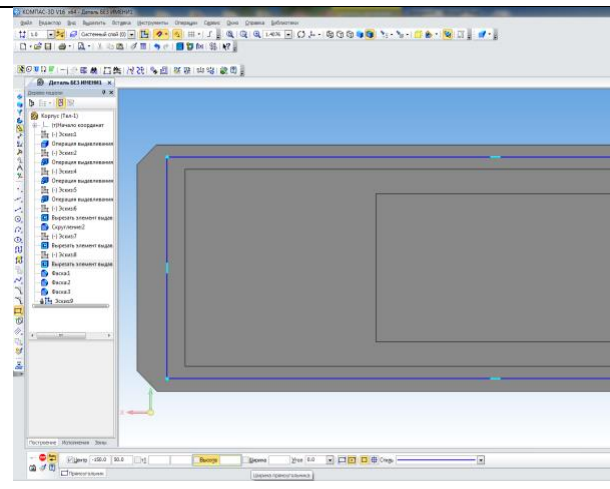 КОМПАС-3D V16 x64 - Деталь БЕЗ ИМЕНИ1
Файл Редактор Вид Выделить Вставка Инструменты Операции Сервис Окно Справка Библиотеки
1.0 Системный слой (0)
Деталь БЕЗ ИМЕНИ1
Дерево модели
Корпус (Тел-1)
(т)Начало координат
(-) Эскиз1
Операция выдавливания
(-) Эскиз2
Операция выдавливания
(-) Эскиз4
Операция выдавливания
(-) Эскиз5
Операция выдавливания
(-) Эскиз6
Вырезать элемент выдав
Скругление2
(-) Эскиз7
Вырезать элемент выдав
(-) Эскиз8
Вырезать элемент выдав
Фаска1
Фаска2
Фаска3
Эскиз9
Построение Исполнения Зоны
Центр -150.0 50.0 Высота Ширина Угол 0.0 Стиль
Прямоугольник
Ширина прямоугольника